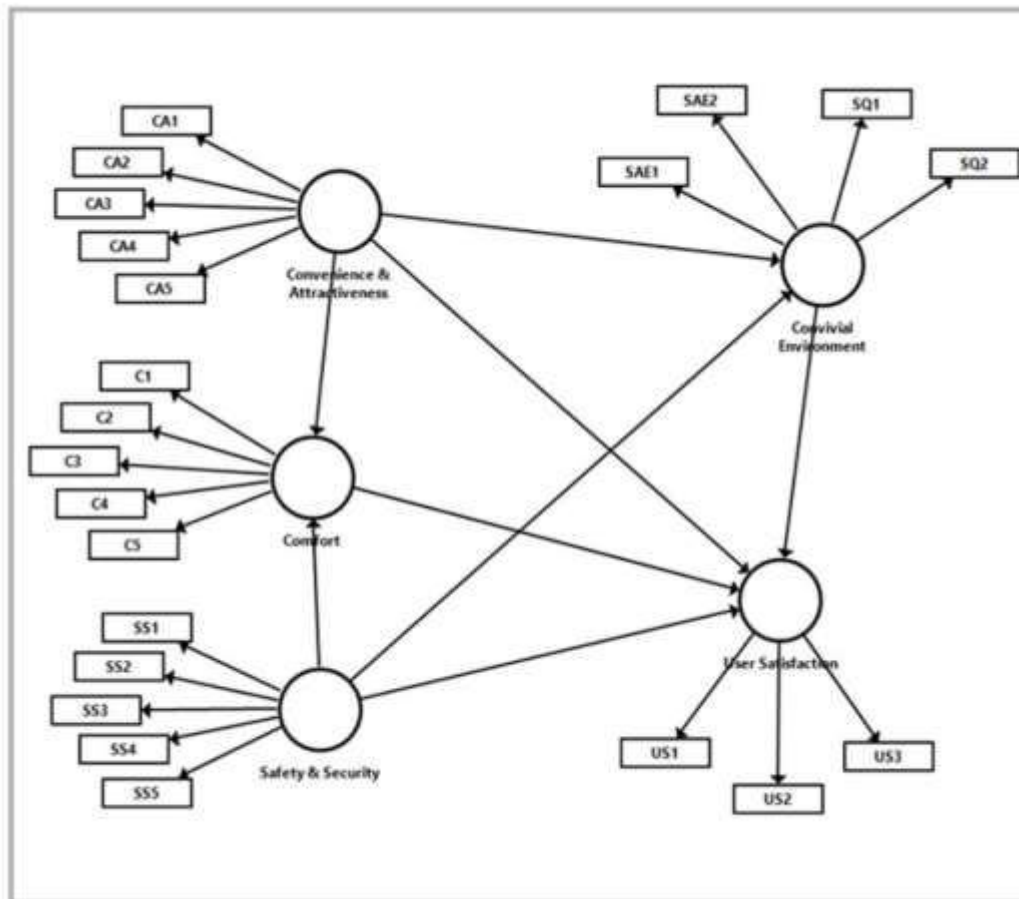 CA1
CA2
CA3
CA4
CA5
Convenience &
Attractiveness
SAE2
SQ1
SAE1
SQ2
Convivial
Environment
C1
C2
C3
C4
C5
Comfort
SS1
SS2
SS3
SS4
SS5
Safety & Security
User Satisfaction
US1
US2
US3